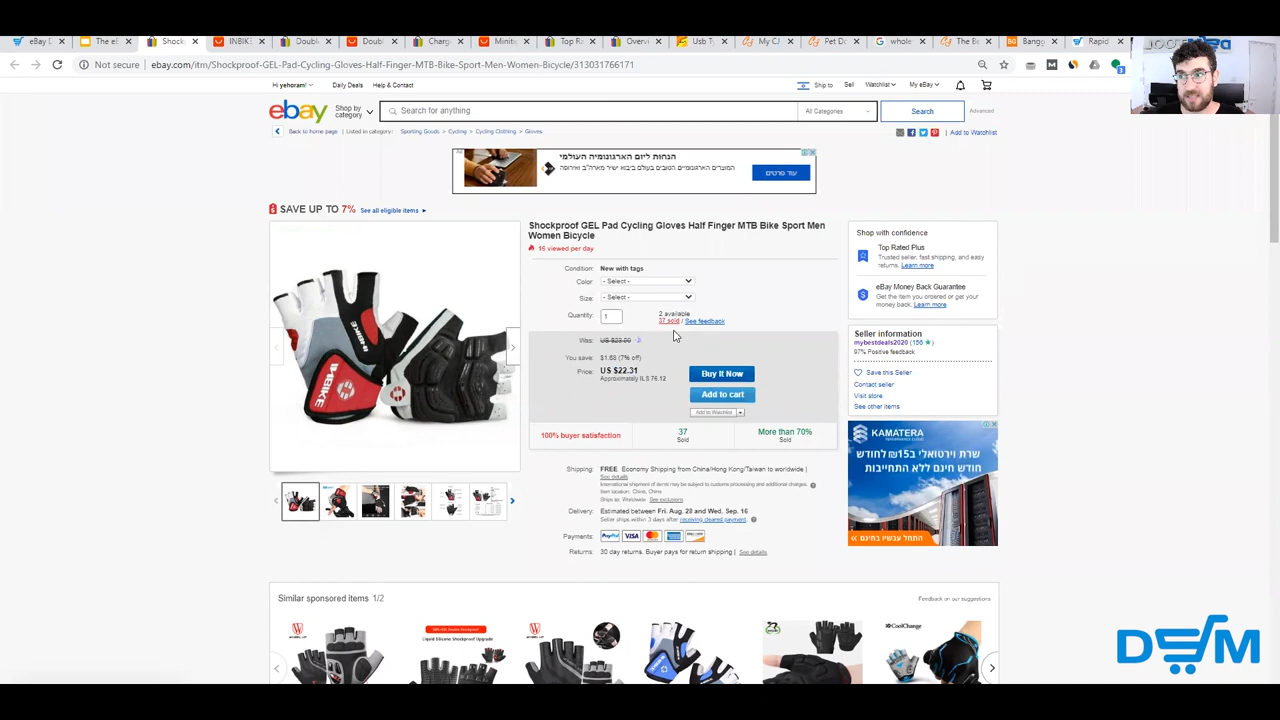 eBay D
The eB
Shock
INBIK
Double
Doubl
Charg
Minitig
Top Ra
Overv
Usb Ty
My CJ
Pet Do
whole
The Be
Bangg
Rapid
Not secure | ebay.com/itm/Shockproof-GEL-Pad-Cycling-Gloves-Half-Finger-MTB-Bike-Sport-Men-Women-Bicycle/313031766171
Hi yehoram! Daily Deals Help & Contact
Ship to Sell Watchlist My eBay
ebay
Shop by category
Search for anything
All Categories
Search
Advanced
Back to home page | Listed in category: Sporting Goods > Cycling > Cycling Clothing > Gloves
Add to Watchlist
הנחות ליום הארגונומיה העולמי
המוצרים הארגונומיים הטובים בעולם ביבוא ישיר מארה"ב ואירופה
עוד פרטים
SAVE UP TO 7% See all eligible items
Shockproof GEL Pad Cycling Gloves Half Finger MTB Bike Sport Men
Women Bicycle
15 viewed per day
Condition: New with tags
Color: - Select -
Size: - Select -
Quantity: 1
2 available
37 sold / See feedback
Was: US $23.99
You save: $1.68 (7% off)
Price: US $22.31
Approximately ILS 76.12
Buy It Now
Add to cart
Add to Watchlist
100% buyer satisfaction
37
Sold
More than 70%
Sold
Shipping: FREE Economy Shipping from China/Hong Kong/Taiwan to worldwide |
See details
International shipment of items may be subject to customs processing and additional charges.
Item location: China, China
Ships to: Worldwide See exclusions
Delivery: Estimated between Fri. Aug. 28 and Wed. Sep. 16
Seller ships within 3 days after receiving cleared payment.
Payments: PayPal VISA
Returns: 30 day returns. Buyer pays for return shipping | See details
Shop with confidence
Top Rated Plus
Trusted seller, fast shipping, and easy
returns. Learn more
eBay Money Back Guarantee
Get the item you ordered or get your
money back. Learn more
Seller information
mybestdeals2020 (156 )
97% Positive feedback
Save this Seller
Contact seller
Visit store
See other items
KAMATERA
שרת וירטואלי ב15₪ לחודש
חודש חינם ללא התחייבות
התחל עכשיו בחינם
INBIKE
Similar sponsored items 1/2
Feedback on our suggestions
Liquid Silicone Shockproof Upgrade
CoolChange